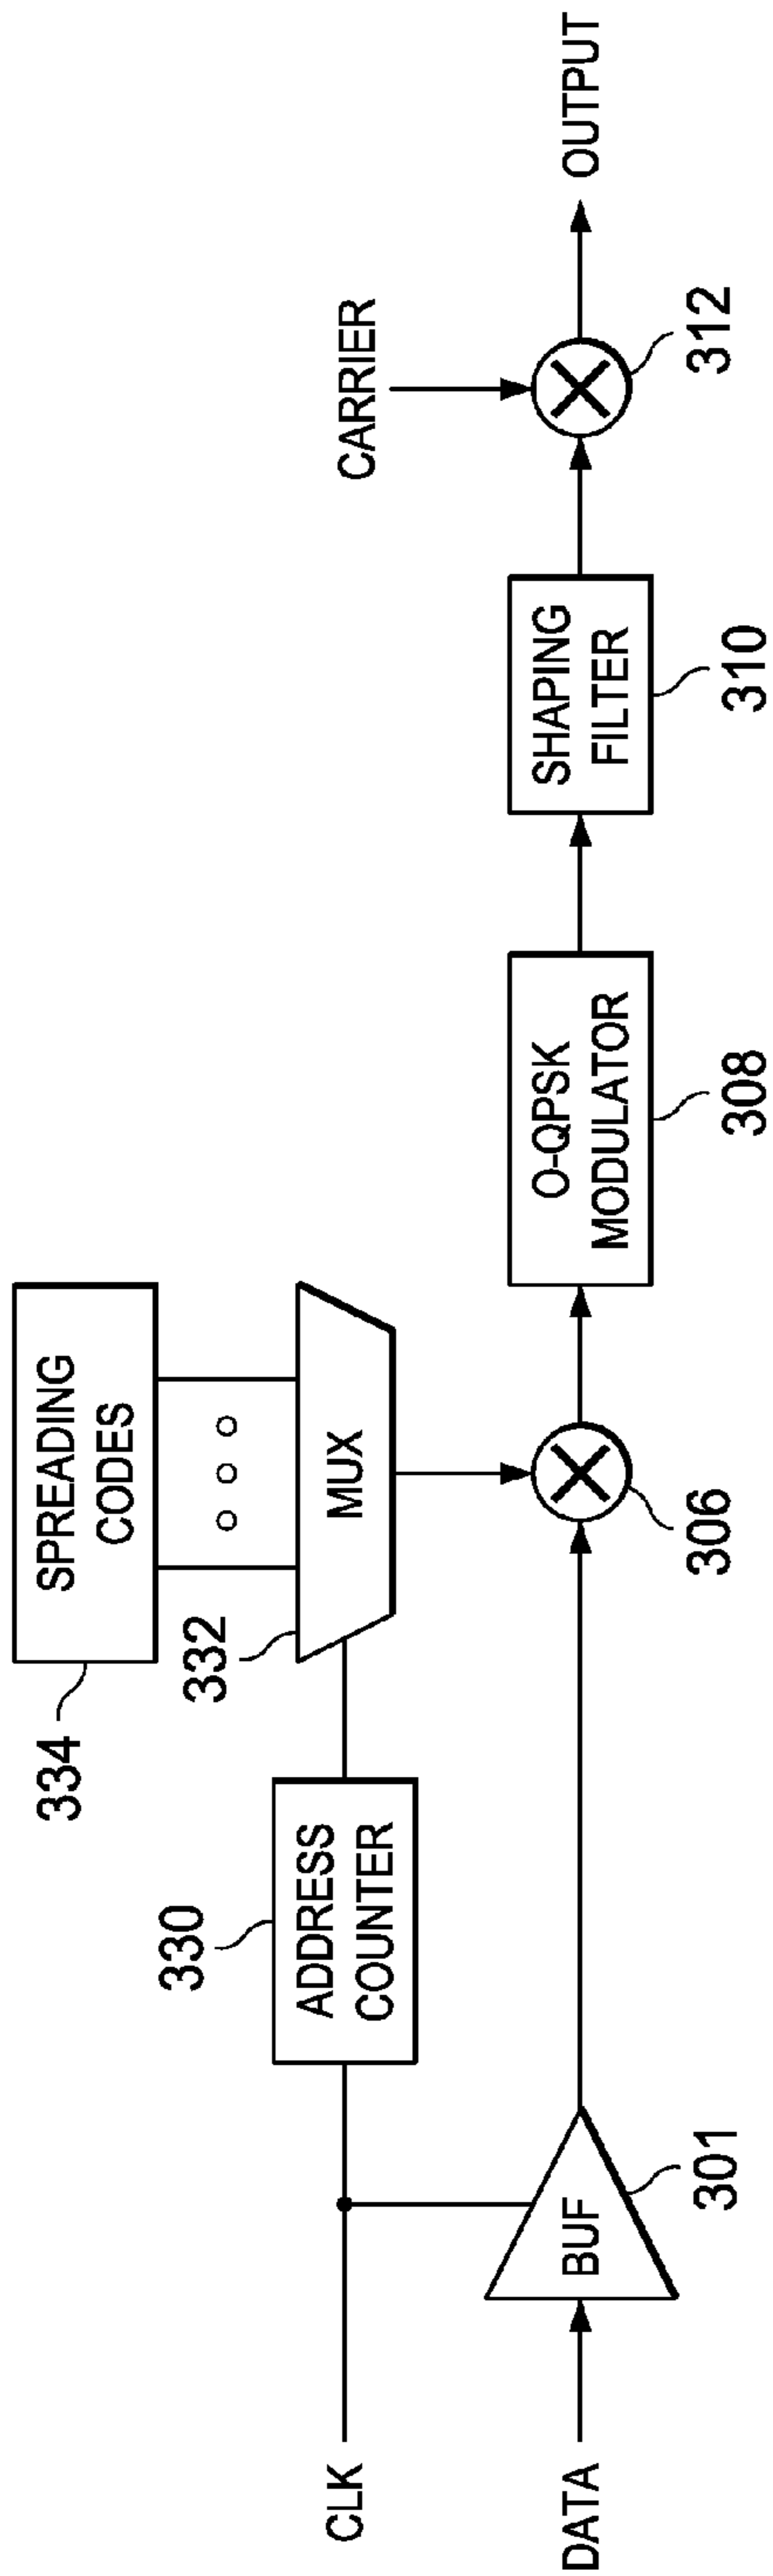 SPREADING
CODES
334
332
MUX
330
ADDRESS
COUNTER
CLK
DATA
BUF
301
306
O-QPSK
MODULATOR
308
SHAPING
FILTER
310
CARRIER
312
OUTPUT